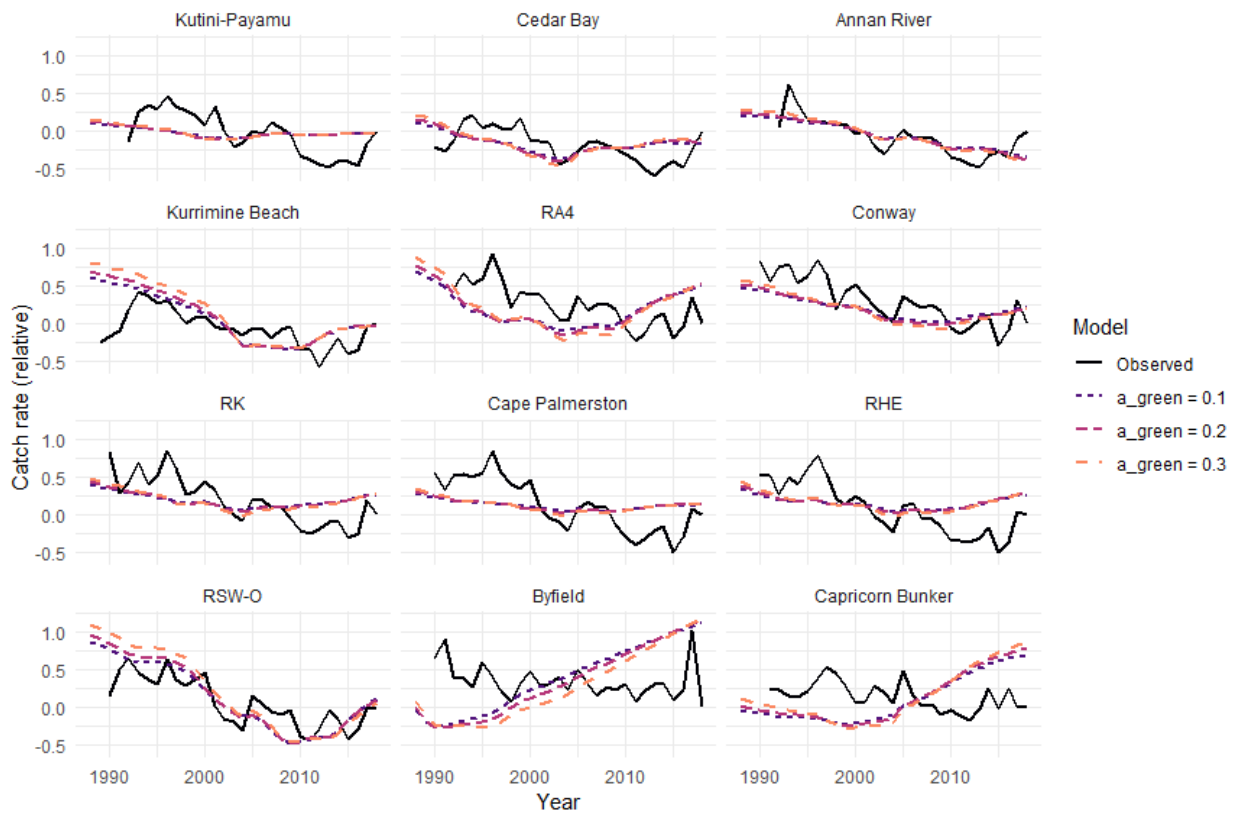 Kutini-Payamu Cedar Bay Annan River
1.0
0.5
0.0
-0.5
Kurrimine Beach RA4 Conway
1.0
0.5
0.0
-0.5
RK Cape Palmerston RHE
1.0
0.5
0.0
-0.5
RSW-O Byfield Capricorn Bunker
1.0
0.5
0.0
-0.5
1990 2000 2010 1990 2000 2010 1990 2000 2010
Year
Catch rate (relative)
Model
Observed
a_green = 0.1
a_green = 0.2
a_green = 0.3